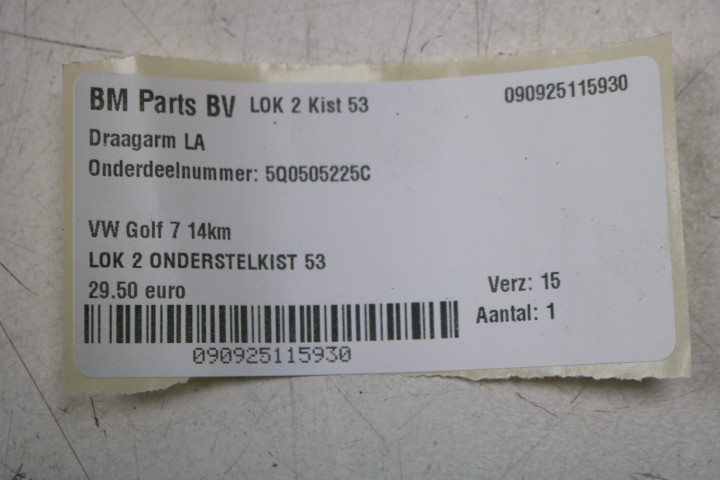 BM Parts BV LOK 2 Kist 53 090925115930
Draagarm LA
Onderdeelnummer: 5Q0505225C
VW Golf 7 14km
LOK 2 ONDERSTELKIST 53
29.50 euro Verz: 15
Aantal: 1
090925115930